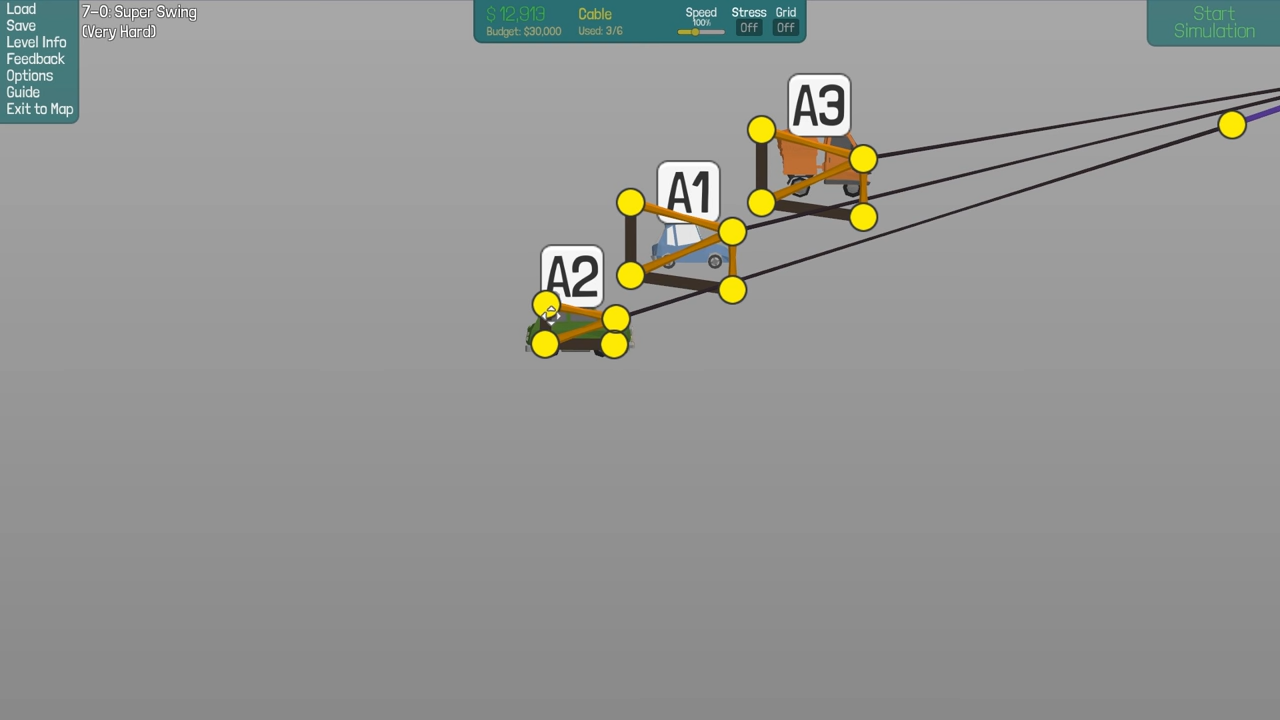 Load
Save
Level Info
Feedback
Options
Guide
Exit to Map
7-0: Super Swing
(Very Hard)
$ 12,913
Budget: $30,000
Cable
Used: 3/6
Speed
100%
Stress
Off
Grid
Off
Start
Simulation
A3
A1
A2